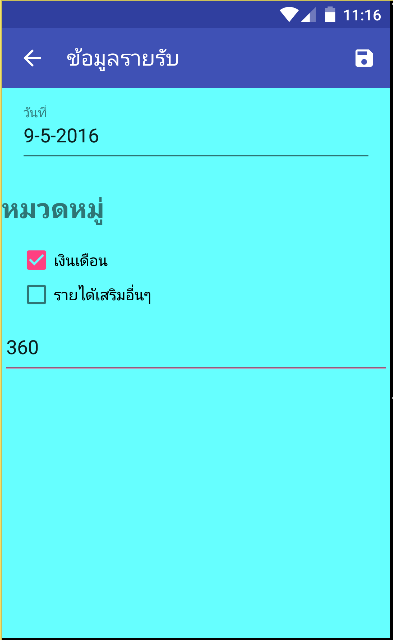 11:16
ข้อมูลรายรับ
วันที่
9-5-2016
หมวดหมู่
เงินเดือน
รายได้เสริมอื่นๆ
360